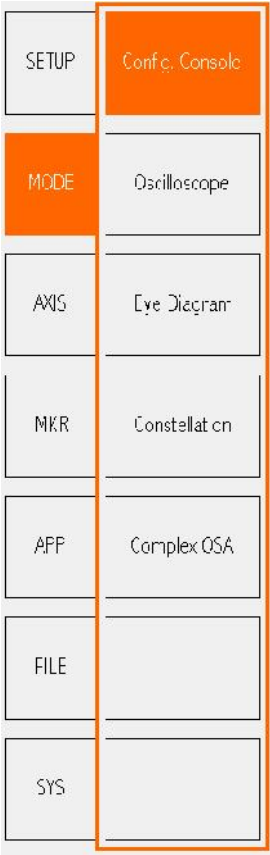 SETUP
Config. Console
MODE
Oscilloscope
AXIS
Eye Diagram
MKR
Constellation
APP
Complex OSA
FILE
SYS